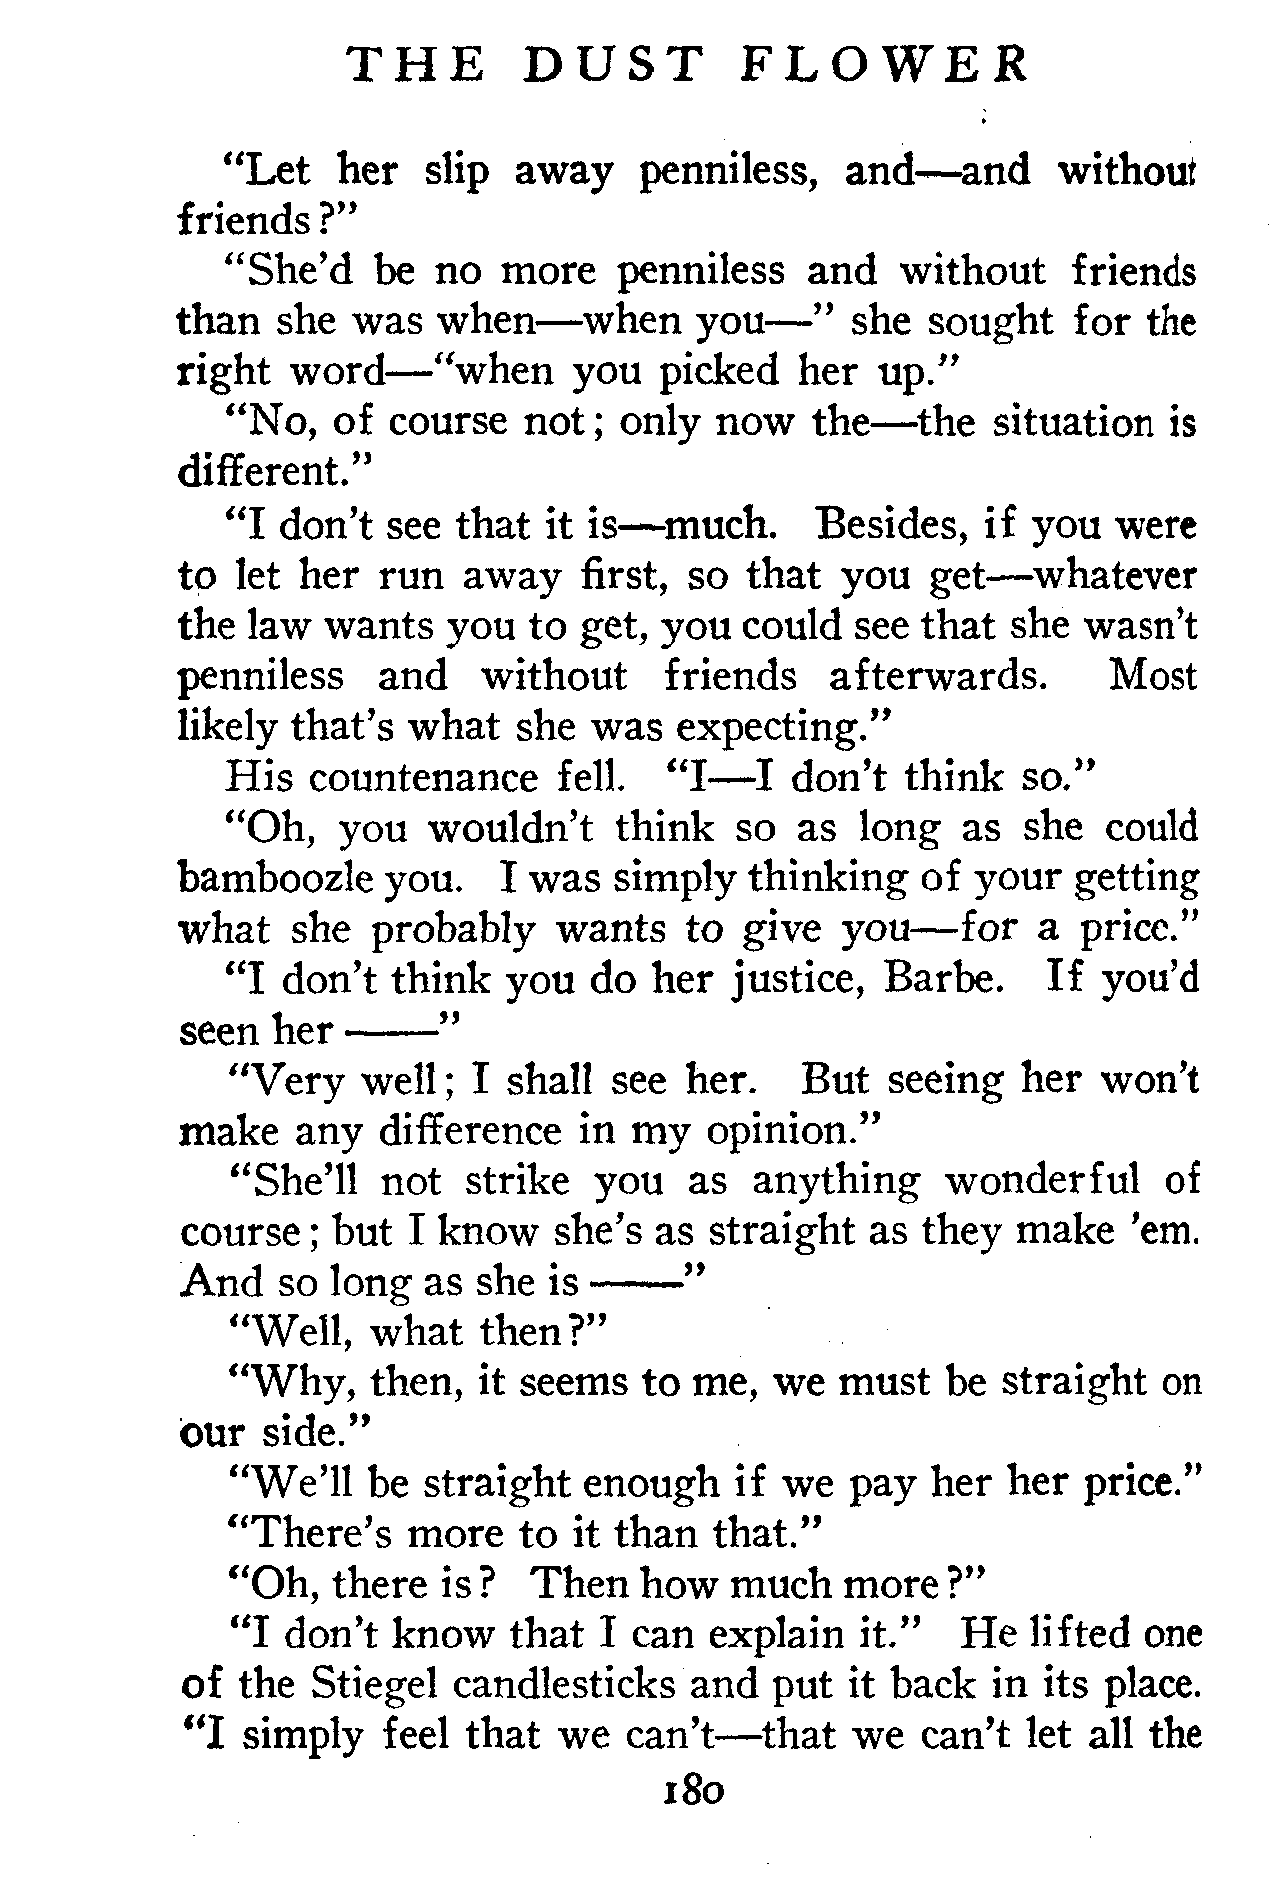 THE DUST FLOWER
“Let her slip away penniless, and—and without
friends?”
“She’d be no more penniless and without friends
than she was when—when you—” she sought for the
right word—“when you picked her up.”
“No, of course not; only now the—the situation is
different.”
“I don’t see that it is—much. Besides, if you were
to let her run away first, so that you get—whatever
the law wants you to get, you could see that she wasn’t
penniless and without friends afterwards. Most
likely that’s what she was expecting.”
His countenance fell. “I—I don’t think so.”
“Oh, you wouldn’t think so as long as she could
bamboozle you. I was simply thinking of your getting
what she probably wants to give you—for a price.”
“I don’t think you do her justice, Barbe. If you’d
seen her ——”
“Very well; I shall see her. But seeing her won’t
make any difference in my opinion.”
“She’ll not strike you as anything wonderful of
course; but I know she’s as straight as they make ’em.
And so long as she is ——”
“Well, what then?”
“Why, then, it seems to me, we must be straight on
our side.”
“We’ll be straight enough if we pay her her price.”
“There’s more to it than that.”
“Oh, there is? Then how much more?”
“I don’t know that I can explain it.” He lifted one
of the Stiegel candlesticks and put it back in its place.
“I simply feel that we can’t—that we can’t let all the
180